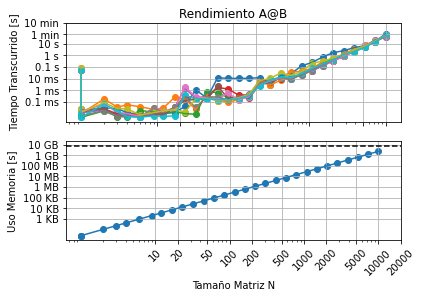 Rendimiento A@B
Tiempo Transcurrido [s]
10 min
1 min
10 s
1 s
0.1 s
10 ms
1 ms
0.1 ms
Uso Memoria [s]
10 GB
1 GB
100 MB
10 MB
1 MB
100 KB
10 KB
1 KB
10
20
50
100
200
500
1000
2000
5000
10000
20000
Tamaño Matriz N